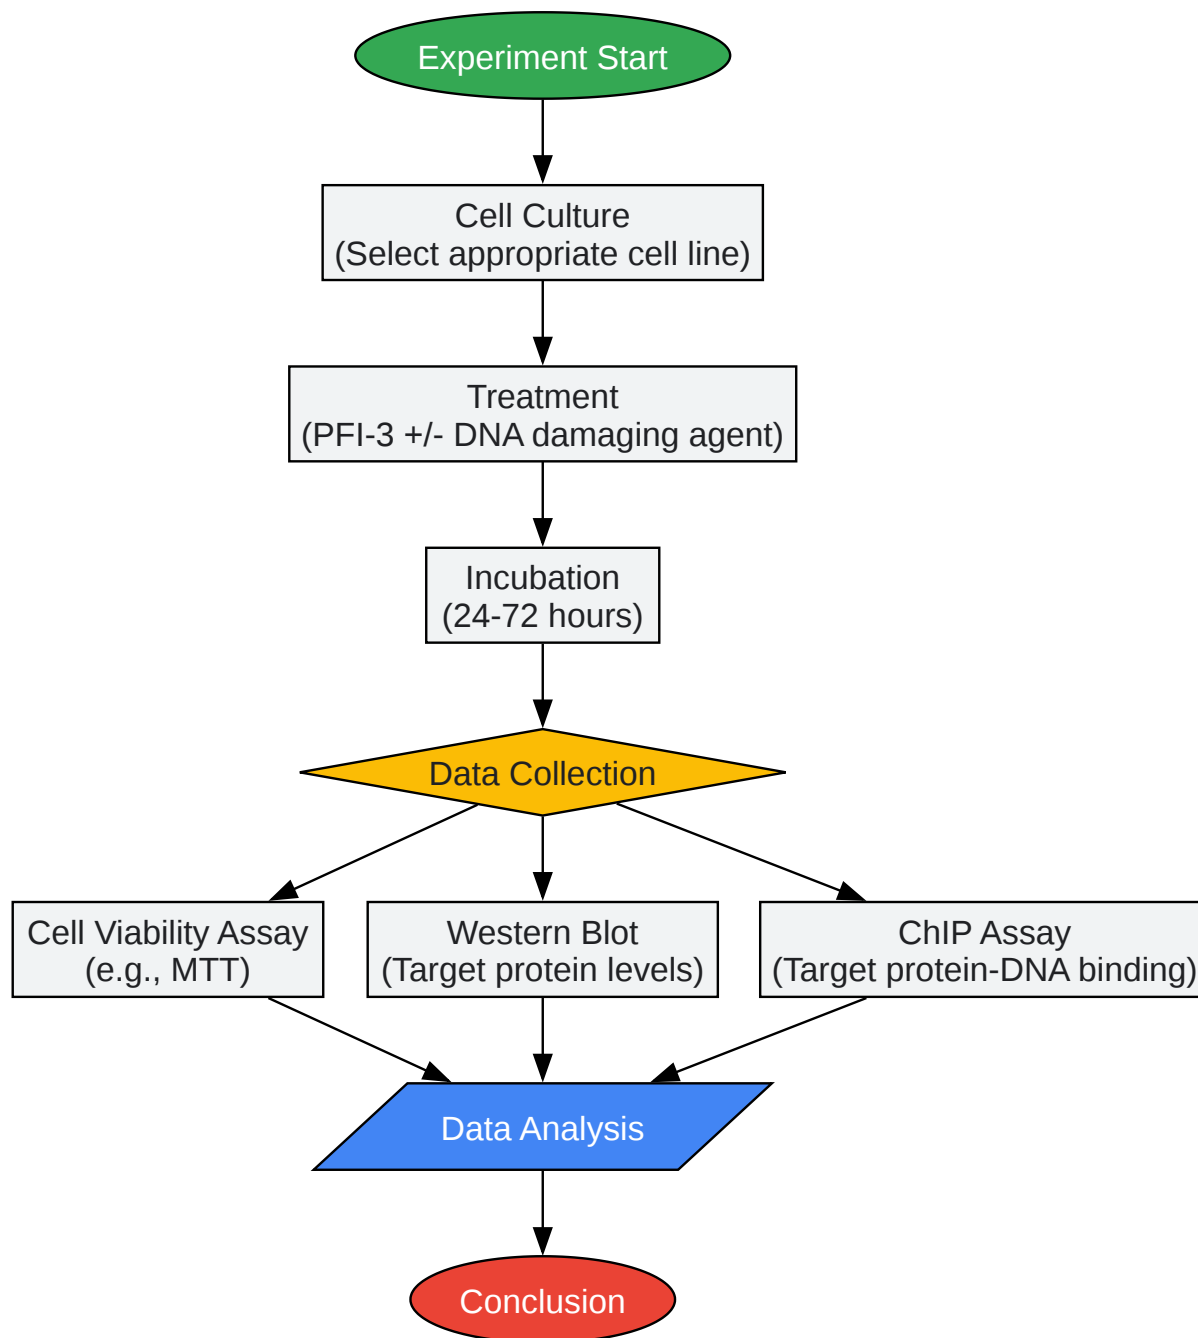 Experiment Start
Cell Culture
(Select appropriate cell line)
Treatment
(PFI-3 +/- DNA damaging agent)
Incubation
(24-72 hours)
Data Collection
Cell Viability Assay
(e.g., MTT)
Western Blot
(Target protein levels)
ChIP Assay
(Target protein-DNA binding)
Data Analysis
Conclusion